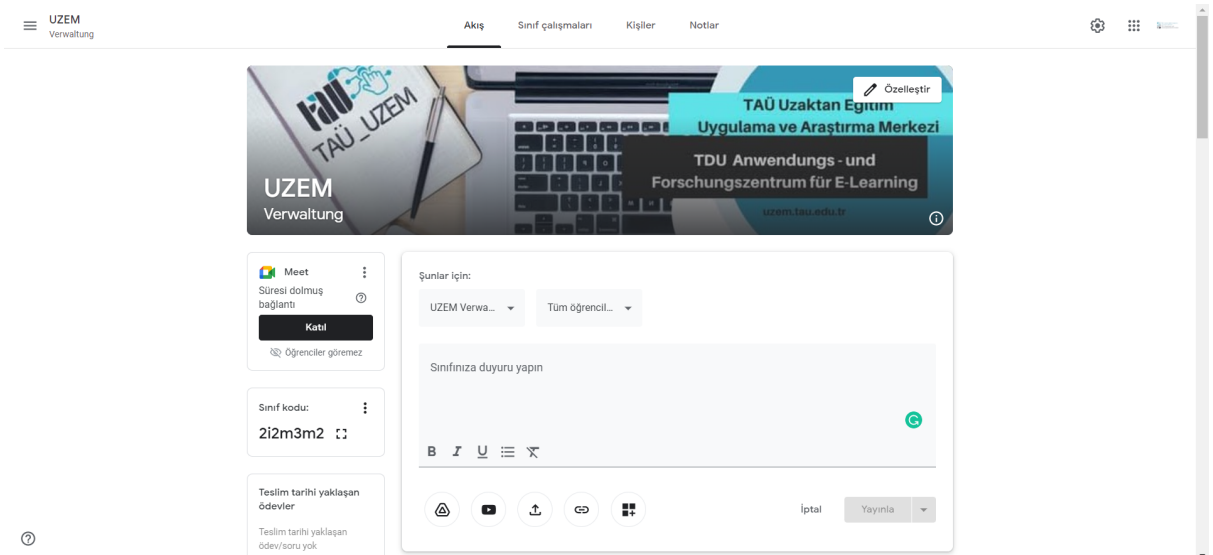 UZEM
Verwaltung
Akış
Sınıf çalışmaları
Kişiler
Notlar
tau
TAÜ_UZEM
Özelleştir
TAÜ Uzaktan Eğitim
Uygulama ve Araştırma Merkezi
TDU Anwendungs - und
Forschungszentrum für E-Learning
uzem.tau.edu.tr
UZEM
Verwaltung
Meet
Süresi dolmuş
bağlantı
Katıl
Öğrenciler göremez
Sınıf kodu:
2i2m3m2
Teslim tarihi yaklaşan
ödevler
Teslim tarihi yaklaşan
ödev/soru yok
Şunlar için:
UZEM Verwa...
Tüm öğrencil...
Sınıfınıza duyuru yapın
B I U
İptal
Yayınla